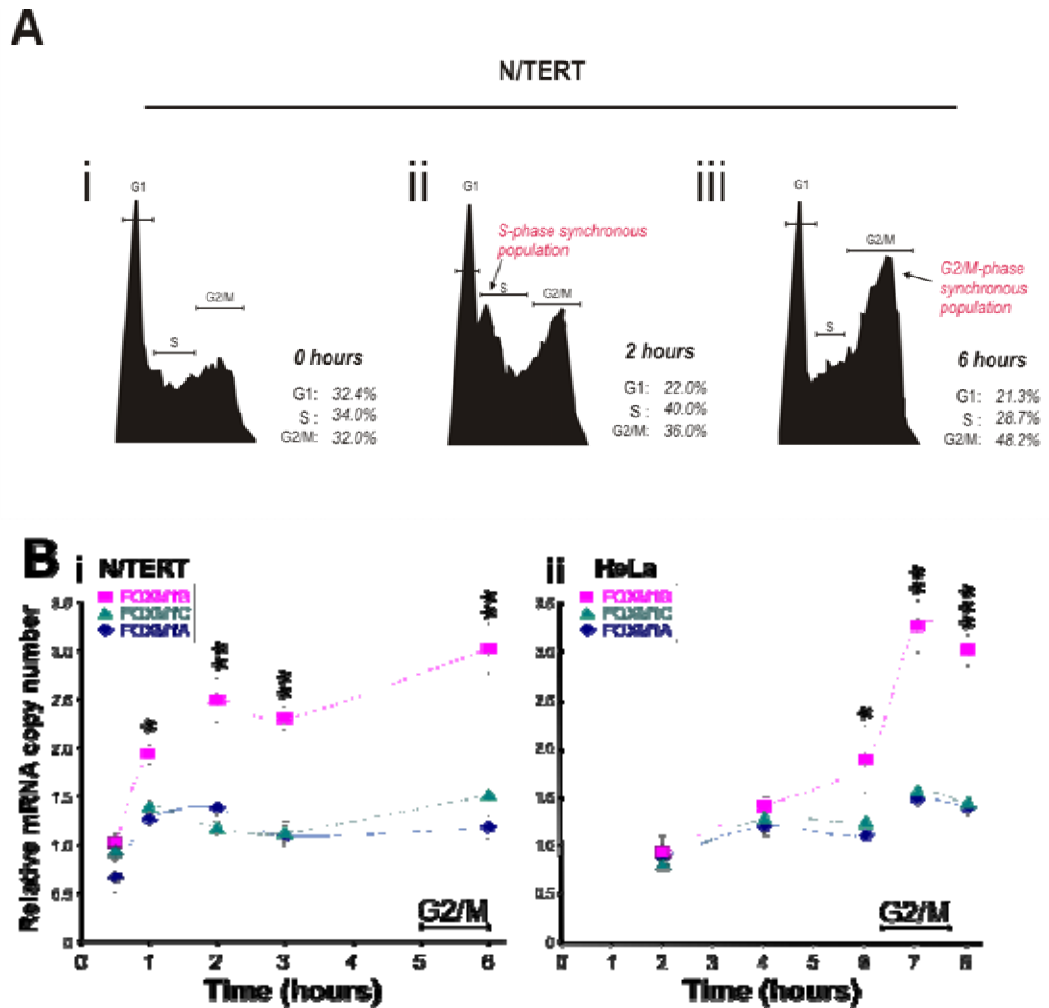 A
N/TERT
i
G1
S
G2/M
0 hours
G1: 32.4%
S : 34.0%
G2/M: 32.0%
ii
G1
S-phase synchronous
population
S
G2/M
2 hours
G1: 22.0%
S : 40.0%
G2/M: 36.0%
iii
G1
G2/M
G2/M-phase
synchronous
population
S
6 hours
G1: 21.3%
S : 28.7%
G2/M: 48.2%
B i N/TERT
FOXM1B
FOXM1C
FOXM1A
Relative mRNA copy number
3.5
3.0
2.5
2.0
1.5
1.0
0.5
0
*
**
**
**
G2/M
0 1 2 3 4 5 6
Time (hours)
ii HeLa
FOXM1B
FOXM1C
FOXM1A
3.5
3.0
2.5
2.0
1.5
1.0
0.5
0
*
**
***
G2/M
0 1 2 3 4 5 6 7 8
Time (hours)